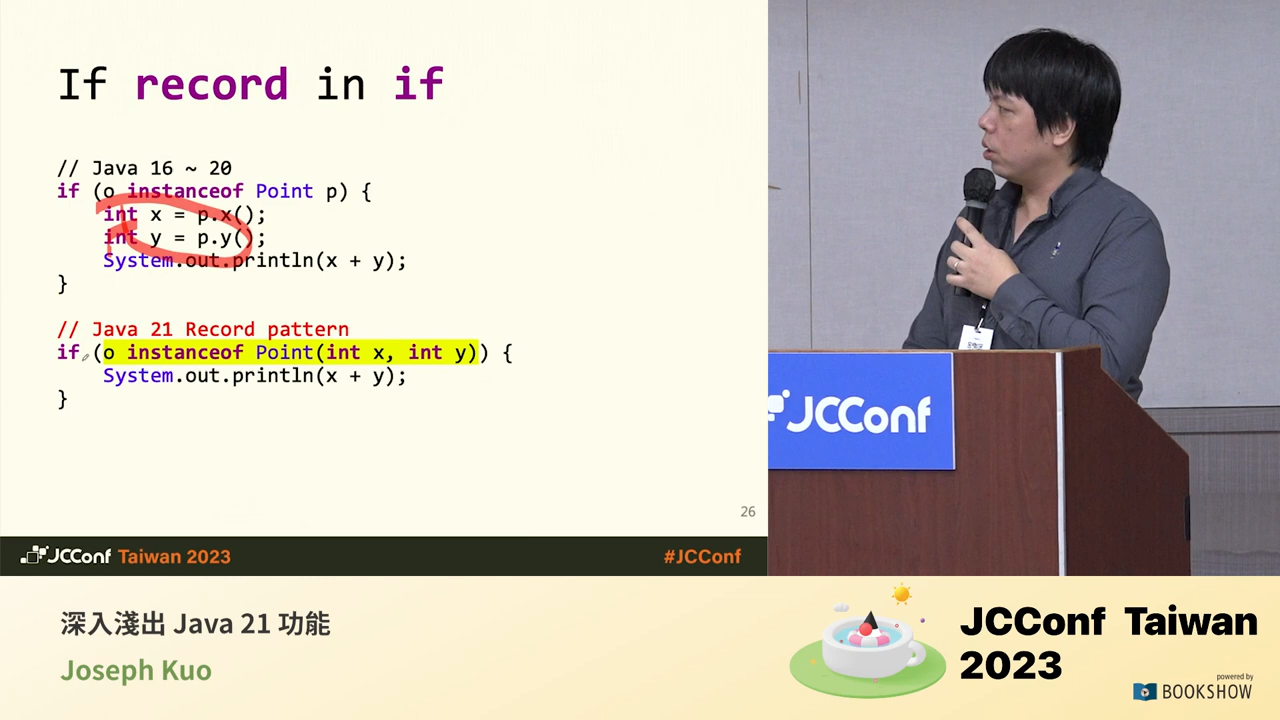 If record in if
// Java 16 ~ 20
if (o instanceof Point p) {
    int x = p.x();
    int y = p.y();
    System.out.println(x + y);
}
// Java 21 Record pattern
if (o instanceof Point(int x, int y)) {
    System.out.println(x + y);
}
26
JCConf Taiwan 2023
#JCConf
JCConf
深入淺出 Java 21 功能
Joseph Kuo
JCConf Taiwan
2023
powered by
BOOKSHOW